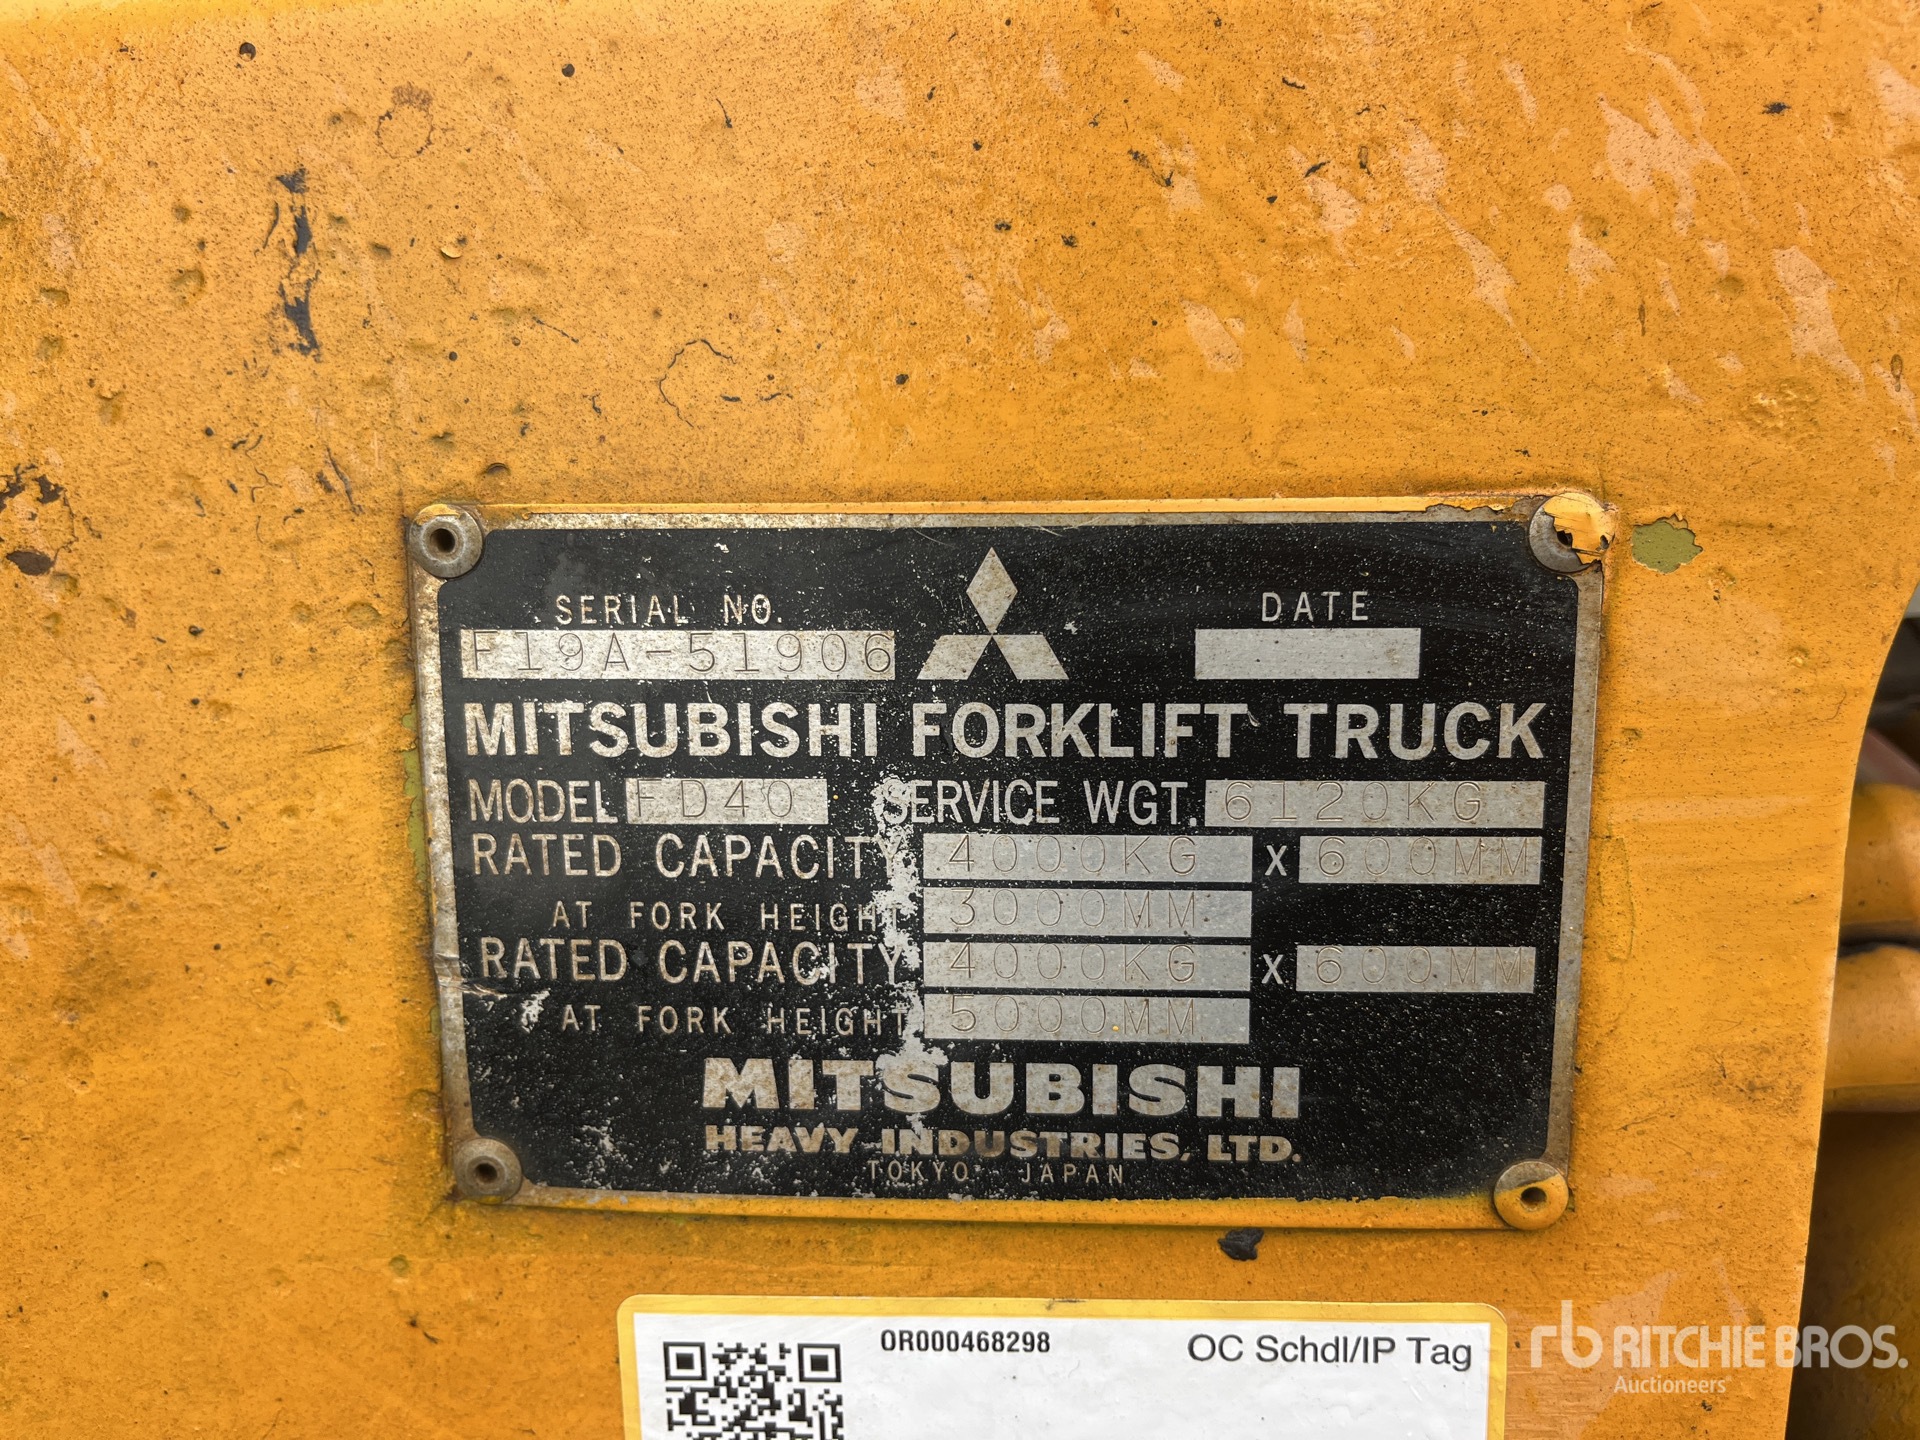 SERIAL NO.
DATE
F19A-51906
MITSUBISHI FORKLIFT TRUCK
MODEL FD40 SERVICE WGT. 6120KG
RATED CAPACITY 4000KG X 600MM
AT FORK HEIGHT 3000MM
RATED CAPACITY 4000KG X 600MM
AT FORK HEIGHT 5000MM
MITSUBISHI
HEAVY INDUSTRIES, LTD.
TOKYO JAPAN
OR000468298
OC Schdl/IP Tag
rb RITCHIE BROS.
Auctioneers